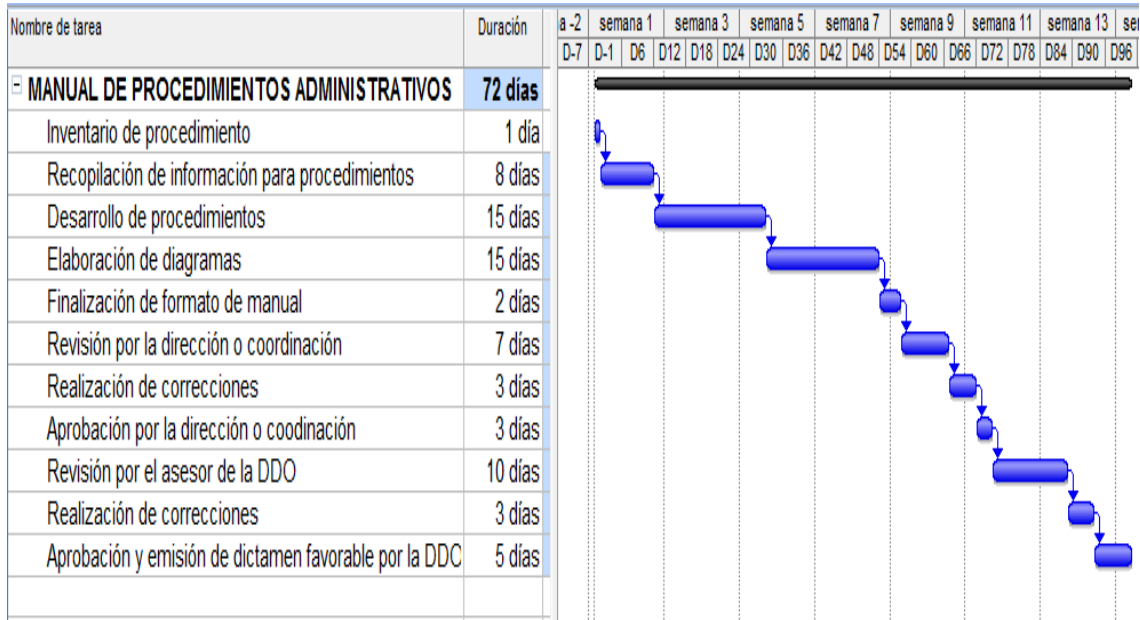 Nombre de tarea Duración a -2 semana 1 semana 3 semana 5 semana 7 semana 9 semana 11 semana 13
D-7 D-1 D6 D12 D18 D24 D30 D36 D42 D48 D54 D60 D66 D72 D78 D84 D90 D96
MANUAL DE PROCEDIMIENTOS ADMINISTRATIVOS 72 días
Inventario de procedimiento 1 día
Recopilación de información para procedimientos 8 días
Desarrollo de procedimientos 15 días
Elaboración de diagramas 15 días
Finalización de formato de manual 2 días
Revisión por la dirección o coordinación 7 días
Realización de correcciones 3 días
Aprobación por la dirección o coodinación 3 días
Revisión por el asesor de la DDO 10 días
Realización de correcciones 3 días
Aprobación y emisión de dictamen favorable por la DDO 5 días